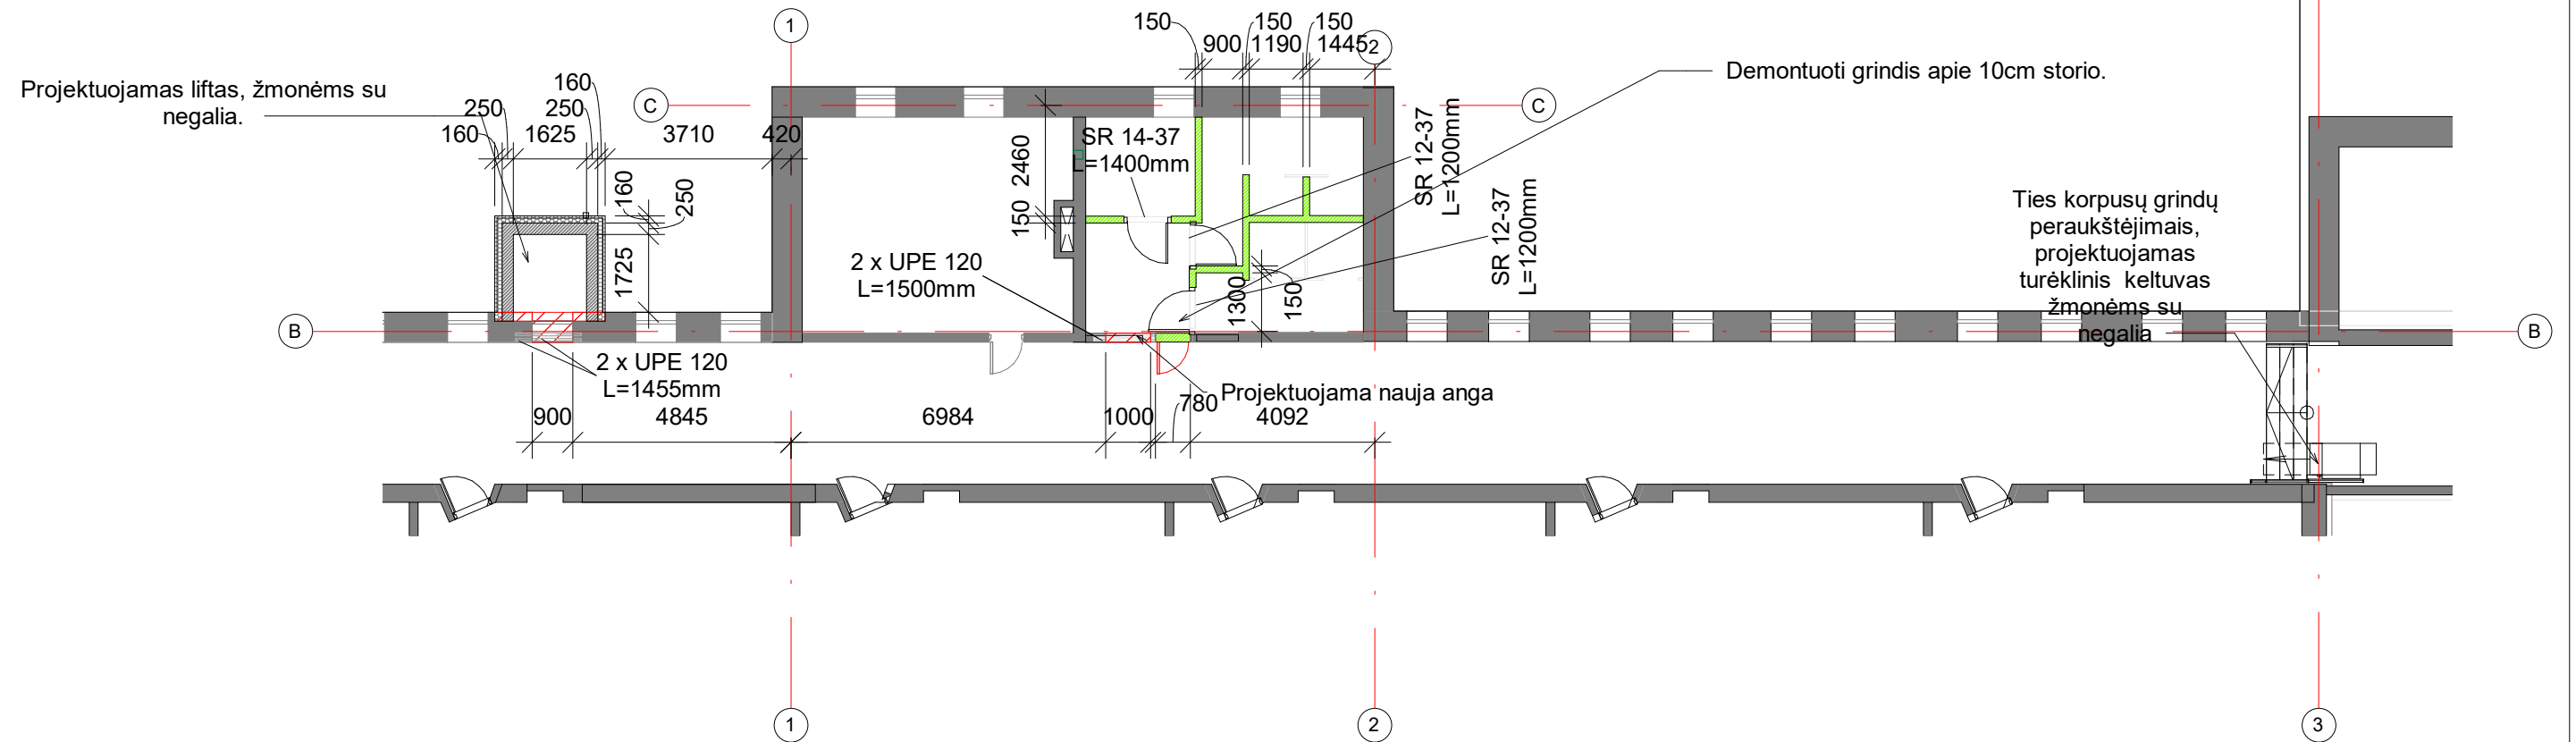 1
150
150
150
900
1190
1445
2
Projektuojamas liftas, žmonėms su
negalia.
160
250
250
160
1625
3710
420
C
C
Demontuoti grindis apie 10cm storio.
SR 14-37
L=1400mm
2460
150
160
250
1725
SR 12-37
L=1200mm
SR 12-37
L=1200mm
1300
150
Ties korpusų grindų
peraukštėjimais,
projektuojamas
turėklinis keltuvas
žmonėms su
negalia
2 x UPE 120
L=1500mm
B
B
2 x UPE 120
L=1455mm
Projektuojama nauja anga
900
4845
6984
1000
780
4092
1
2
3